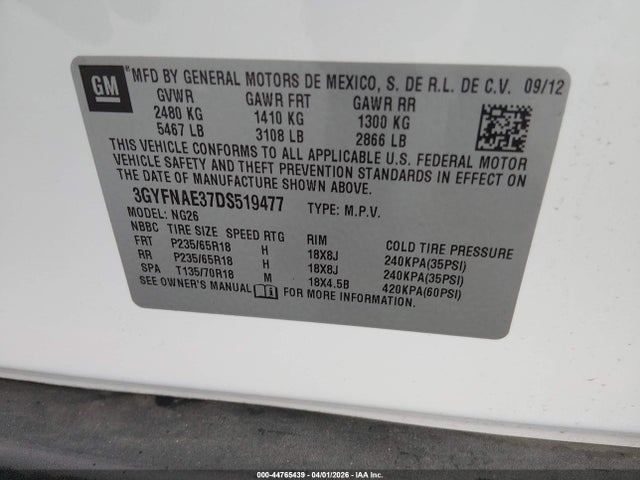 GM
MFD BY GENERAL MOTORS DE MEXICO, S. DE R.L. DE C.V. 09/12
GVWR GAWR FRT GAWR RR
2480 KG 1410 KG 1300 KG
5467 LB 3108 LB 2866 LB
THIS VEHICLE CONFORMS TO ALL APPLICABLE U.S. FEDERAL MOTOR
VEHICLE SAFETY AND THEFT PREVENTION STANDARDS IN EFFECT ON
THE DATE OF MANUFACTURE SHOWN ABOVE.
3GYFNAE37DS519477 TYPE: M.P.V.
MODEL: NG26
NBBC TIRE SIZE SPEED RTG RIM COLD TIRE PRESSURE
FRT P235/65R18 H 18X8J 240KPA(35PSI)
RR P235/65R18 H 18X8J 240KPA(35PSI)
SPA T135/70R18 M 18X4.5B 420KPA(60PSI)
SEE OWNER'S MANUAL FOR MORE INFORMATION.
000-44765439 | 04/01/2026 - IAA Inc.